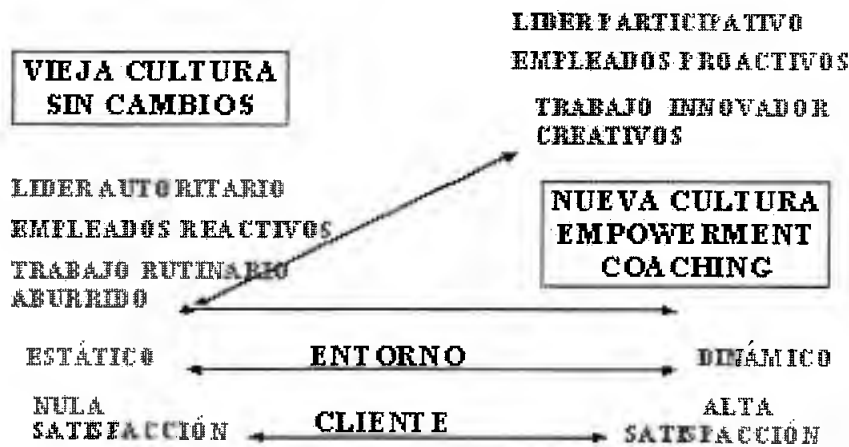 LIDER PARTICIPATIVO
EMPLEADOS PROACTIVOS
TRABAJO INNOVADOR
CREATIVOS
VIEJA CULTURA
SIN CAMBIOS
LIDER AUTORITARIO
EMPLEADOS REACTIVOS
TRABAJO RUTINARIO
ABURRIDO
NUEVA CULTURA
EMPOWERMENT
COACHING
ESTÁTICO ENTORNO DINÁMICO
NULA
SATISFACCIÓN
CLIENTE
ALTA
SATISFACCIÓN